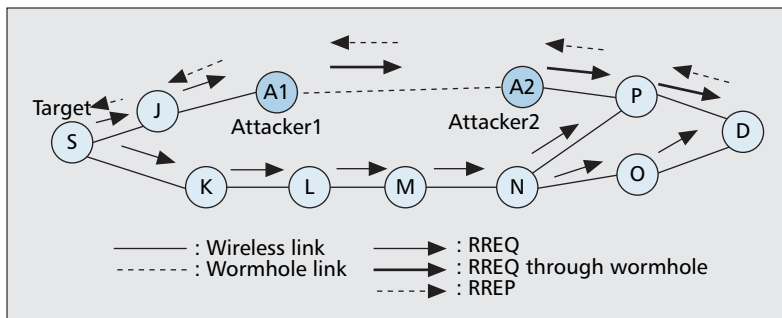 J
A1
A2
P
Target
S
Attacker1
Attacker2
D
K
L
M
N
O
: Wireless link
: Wormhole link
: RREQ
: RREQ through wormhole
: RREP